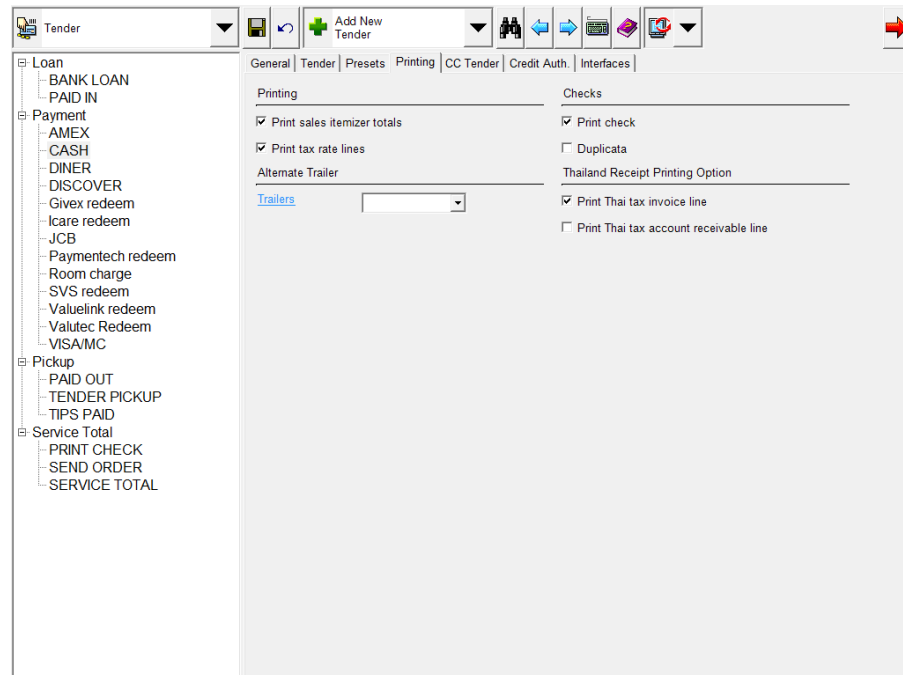 Tender
Add New
Tender
Loan
BANK LOAN
PAID IN
Payment
AMEX
CASH
DINER
DISCOVER
Givex redeem
Icare redeem
JCB
Paymentech redeem
Room charge
SVS redeem
Valuelink redeem
Valutec Redeem
VISA/MC
Pickup
PAID OUT
TENDER PICKUP
TIPS PAID
Service Total
PRINT CHECK
SEND ORDER
SERVICE TOTAL
General Tender Presets Printing CC Tender Credit Auth. Interfaces
Printing
Print sales itemizer totals
Print tax rate lines
Alternate Trailer
Trailers
Checks
Print check
Duplicata
Thailand Receipt Printing Option
Print Thai tax invoice line
Print Thai tax account receivable line